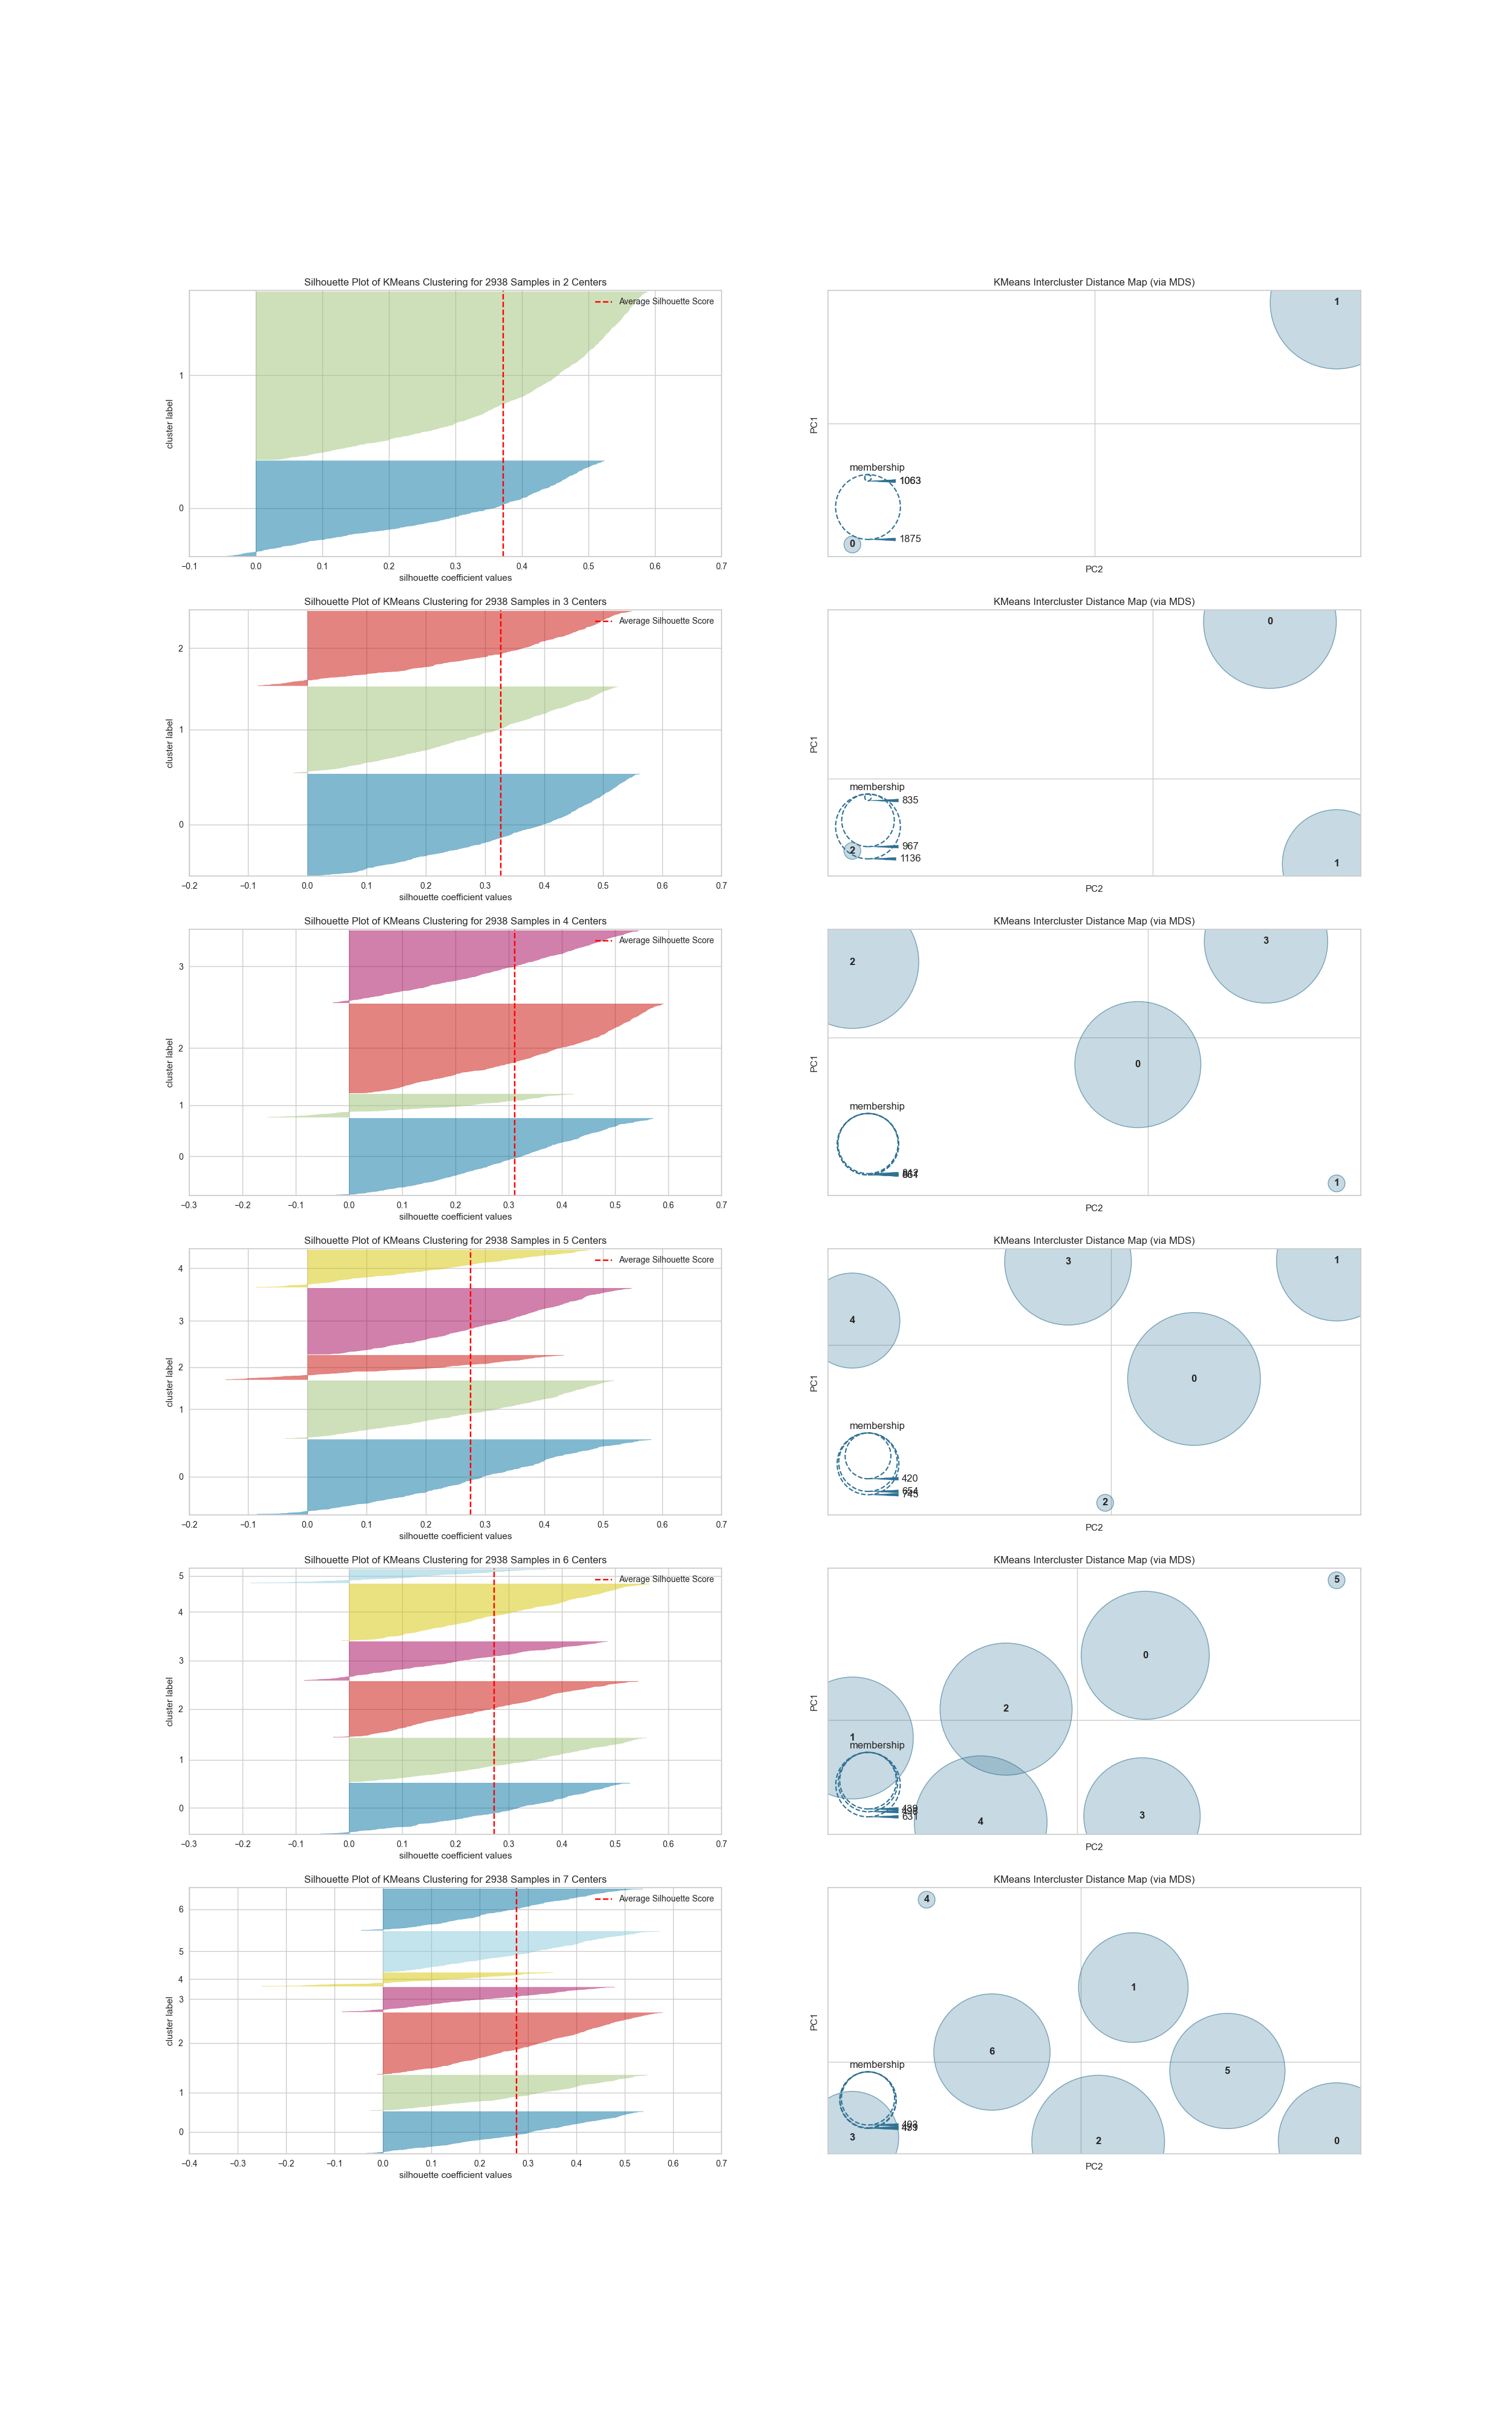 Silhouette Plot of KMeans Clustering for 2938 Samples in 2 Centers
Average Silhouette Score
cluster label
1
0
−0.1 0.0 0.1 0.2 0.3 0.4 0.5 0.6 0.7
silhouette coefficient values
KMeans Intercluster Distance Map (via MDS)
1
PC1
membership
1063
1875
0
PC2
Silhouette Plot of KMeans Clustering for 2938 Samples in 3 Centers
Average Silhouette Score
cluster label
2
1
0
−0.2 −0.1 0.0 0.1 0.2 0.3 0.4 0.5 0.6 0.7
silhouette coefficient values
KMeans Intercluster Distance Map (via MDS)
0
PC1
membership
835
967
1136
2
1
PC2
Silhouette Plot of KMeans Clustering for 2938 Samples in 4 Centers
Average Silhouette Score
cluster label
3
2
1
0
−0.3 −0.2 −0.1 0.0 0.1 0.2 0.3 0.4 0.5 0.6 0.7
silhouette coefficient values
KMeans Intercluster Distance Map (via MDS)
3
2
0
PC1
membership
1
PC2
Silhouette Plot of KMeans Clustering for 2938 Samples in 5 Centers
Average Silhouette Score
cluster label
4
3
2
1
0
−0.2 −0.1 0.0 0.1 0.2 0.3 0.4 0.5 0.6 0.7
silhouette coefficient values
KMeans Intercluster Distance Map (via MDS)
3
1
4
0
PC1
membership
420
2
PC2
Silhouette Plot of KMeans Clustering for 2938 Samples in 6 Centers
Average Silhouette Score
cluster label
5
4
3
2
1
0
−0.3 −0.2 −0.1 0.0 0.1 0.2 0.3 0.4 0.5 0.6 0.7
silhouette coefficient values
KMeans Intercluster Distance Map (via MDS)
5
0
2
PC1
1
membership
631
4
3
PC2
Silhouette Plot of KMeans Clustering for 2938 Samples in 7 Centers
Average Silhouette Score
cluster label
6
5
4
3
2
1
0
−0.4 −0.3 −0.2 −0.1 0.0 0.1 0.2 0.3 0.4 0.5 0.6 0.7
silhouette coefficient values
KMeans Intercluster Distance Map (via MDS)
4
1
PC1
6
5
membership
3
2
0
PC2